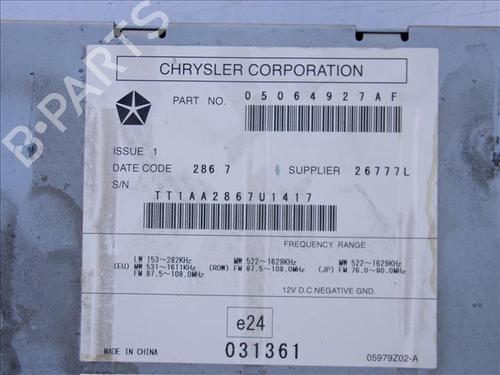 CHRYSLER CORPORATION
PART NO. 05064927AF
ISSUE 1
DATE CODE 2867 SUPPLIER 26777L
S/N
TT1AA2867U1417
FREQUENCY RANGE
LW 153~282KHz
(EU) MW 531~1611KHz
FM 87.5~108.0MHz
MW 522~1629KHz
(ROW) FM 87.5~108.0MHz
MW 522~1629KHz
(JP) FM 76.0~90.0MHz
12V D.C.NEGATIVE GND.
e24
MADE IN CHINA 031361 05979Z02-A
B-PARTS